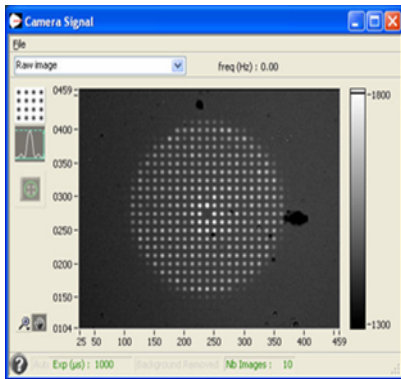 Camera Signal
File
Raw image
freq (Hz) : 0.00
0459
0400
0350
0300
0250
0200
0150
0104
25 50 100 150 200 250 300 350 400 459
1800
1300
Auto Exp (µs) : 1000 Background Removed Nb Images : 10